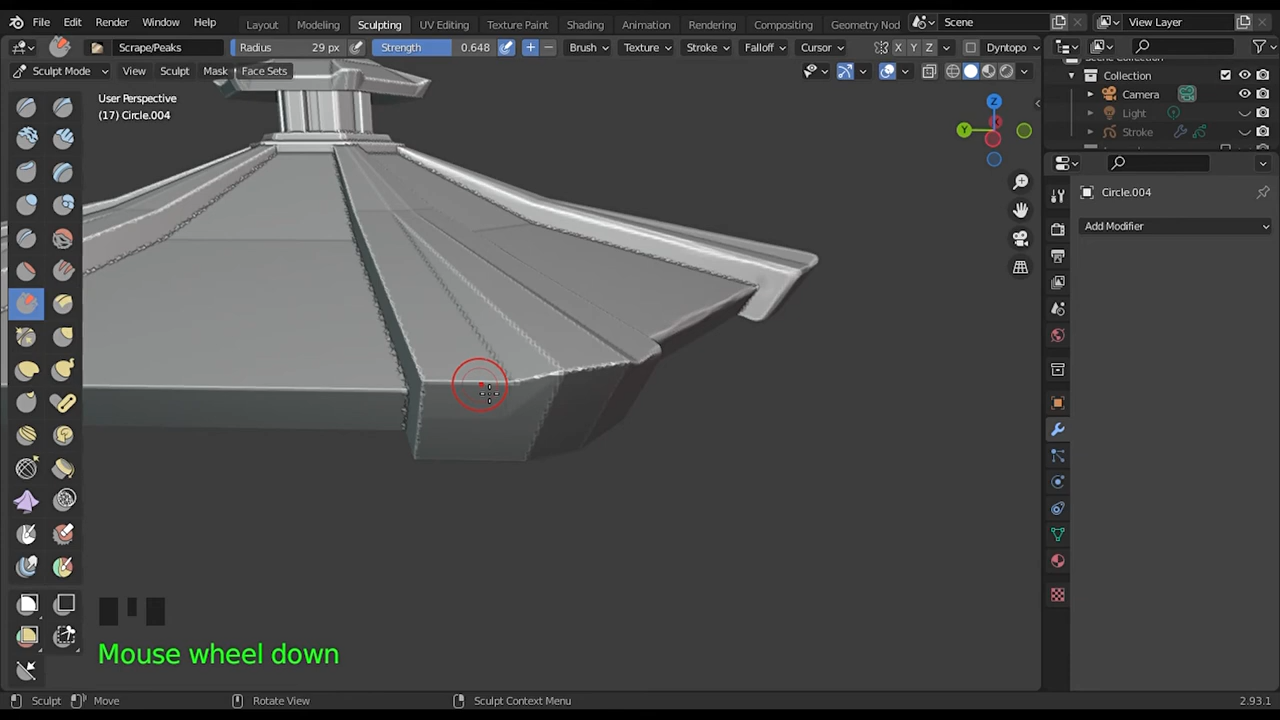 File Edit Render Window Help Layout Modeling Sculpting UV Editing Texture Paint Shading Animation Rendering Compositing Geometry Nod Scene View Layer
Scrape/Peaks Radius 29 px Strength 0.648 Brush Texture Stroke Falloff Cursor X Y Z Dyntopo
Sculpt Mode View Sculpt Mask Face Sets
Collection
Camera
Light
Stroke
User Perspective
(17) Circle.004
Z
Y
Circle.004
Add Modifier
Mouse wheel down
Sculpt Move Rotate View Sculpt Context Menu 2.93.1